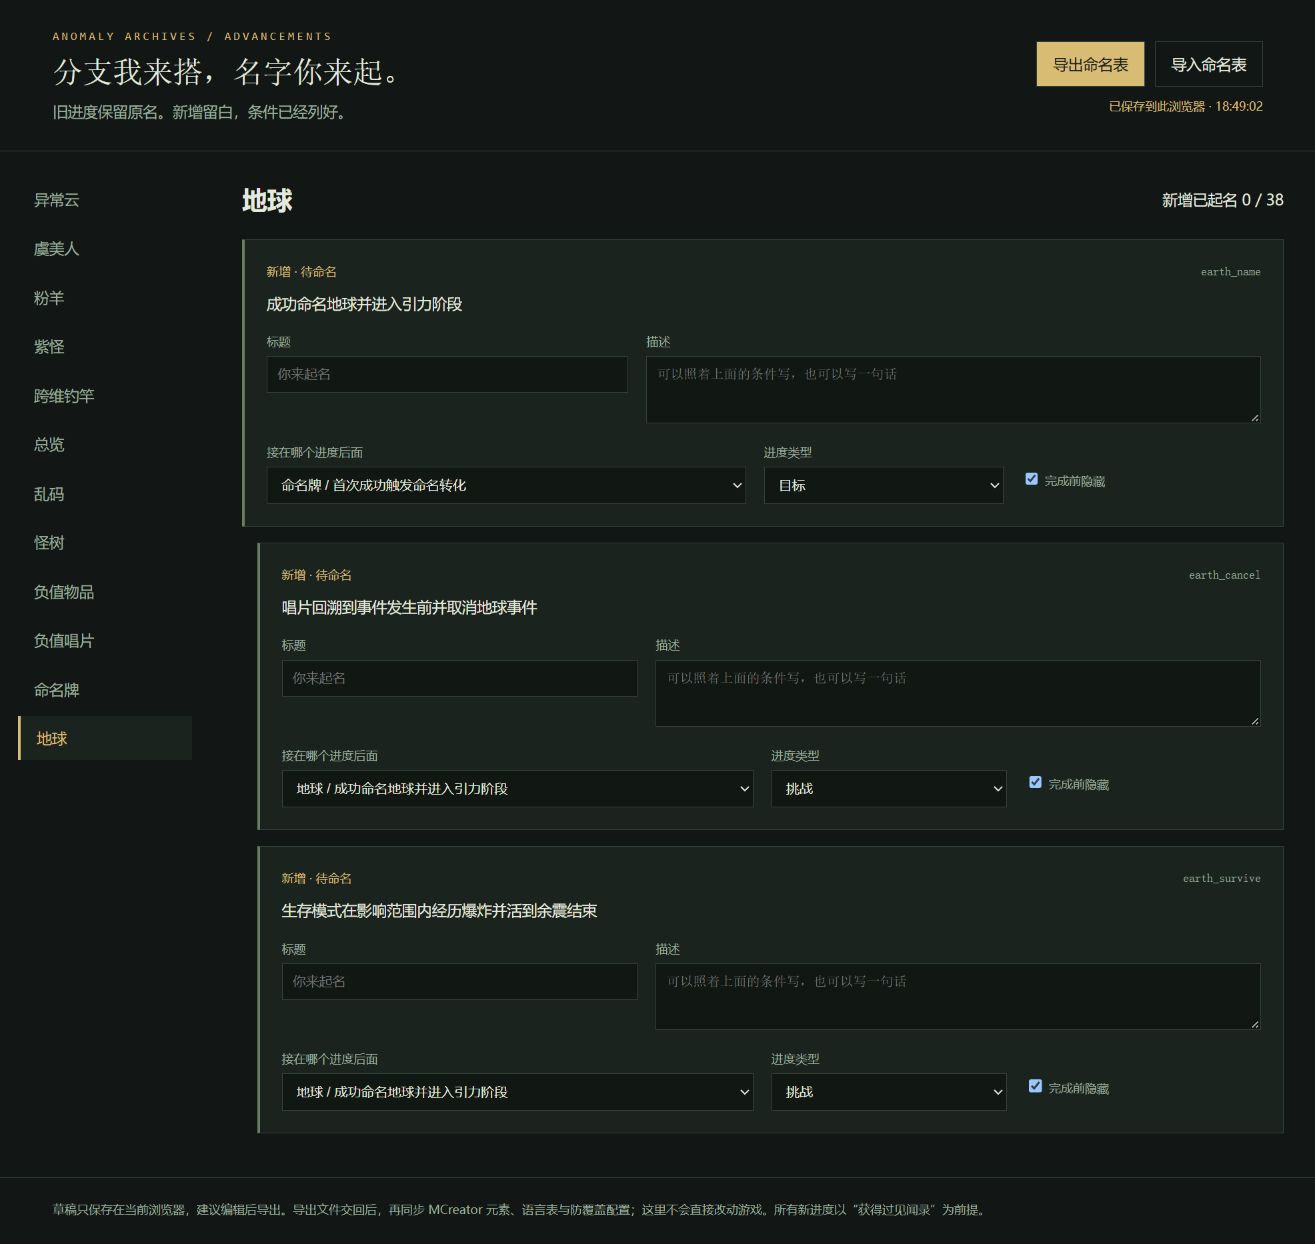 ANOMALY ARCHIVES / ADVANCEMENTS
分支我来搭，名字你来起。
旧进度保留原名。新增留白，条件已经列好。
导出命名表
导入命名表
已保存到此浏览器 · 18:49:02
异常云
虞美人
粉羊
紫怪
跨维钓竿
总览
乱码
怪树
负值物品
负值唱片
命名牌
地球
地球
新增已起名 0 / 38
新增 · 待命名
earth_name
成功命名地球并进入引力阶段
标题
描述
你来起名
可以照着上面的条件写，也可以写一句话
接在哪个进度后面
进度类型
命名牌 / 首次成功触发命名转化
目标
完成前隐藏
新增 · 待命名
earth_cancel
唱片回溯到事件发生前并取消地球事件
标题
描述
你来起名
可以照着上面的条件写，也可以写一句话
接在哪个进度后面
进度类型
地球 / 成功命名地球并进入引力阶段
挑战
完成前隐藏
新增 · 待命名
earth_survive
生存模式在影响范围内经历爆炸并活到余震结束
标题
描述
你来起名
可以照着上面的条件写，也可以写一句话
接在哪个进度后面
进度类型
地球 / 成功命名地球并进入引力阶段
挑战
完成前隐藏
草稿只保存在当前浏览器，建议编辑后导出。导出文件交回后，再同步 MCreator 元素、语言表与防覆盖配置；这里不会直接改动游戏。所有新进度以“获得过见闻录”为前提。